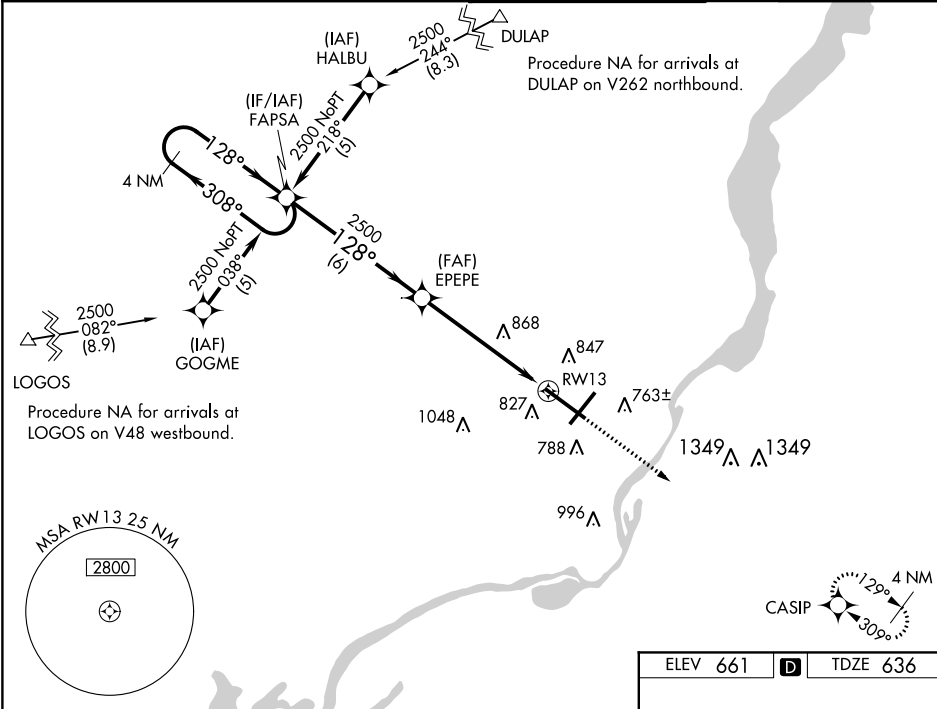 (IAF)
HALBU
2500
244°
(8.3)
DULAP
Procedure NA for arrivals at
DULAP on V262 northbound.
(IF/IAF)
FAPSA
2500 NoPT
218°
(5)
128°
4 NM
308°
2500
128°
(6)
2500 NoPT
038°
(5)
(FAF)
EPEPE
2500
082°
(8.9)
LOGOS
(IAF)
GOGME
Procedure NA for arrivals at
LOGOS on V48 westbound.
868
847
RW13
763±
827
1048
788
1349
1349
996
MSA RW13 25 NM
2800
CASIP
129°
4 NM
309°
ELEV 661 D TDZE 636